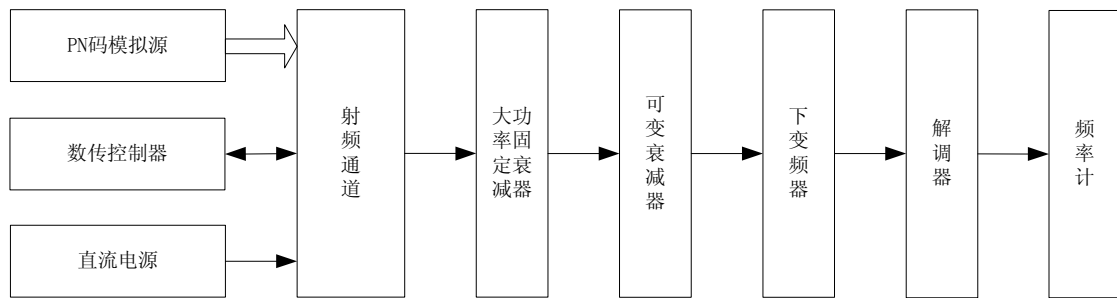 PN码模拟源
数传控制器
直流电源
射频通道
大功率固定衰减器
可变衰减器
下变频器
解调器
频率计